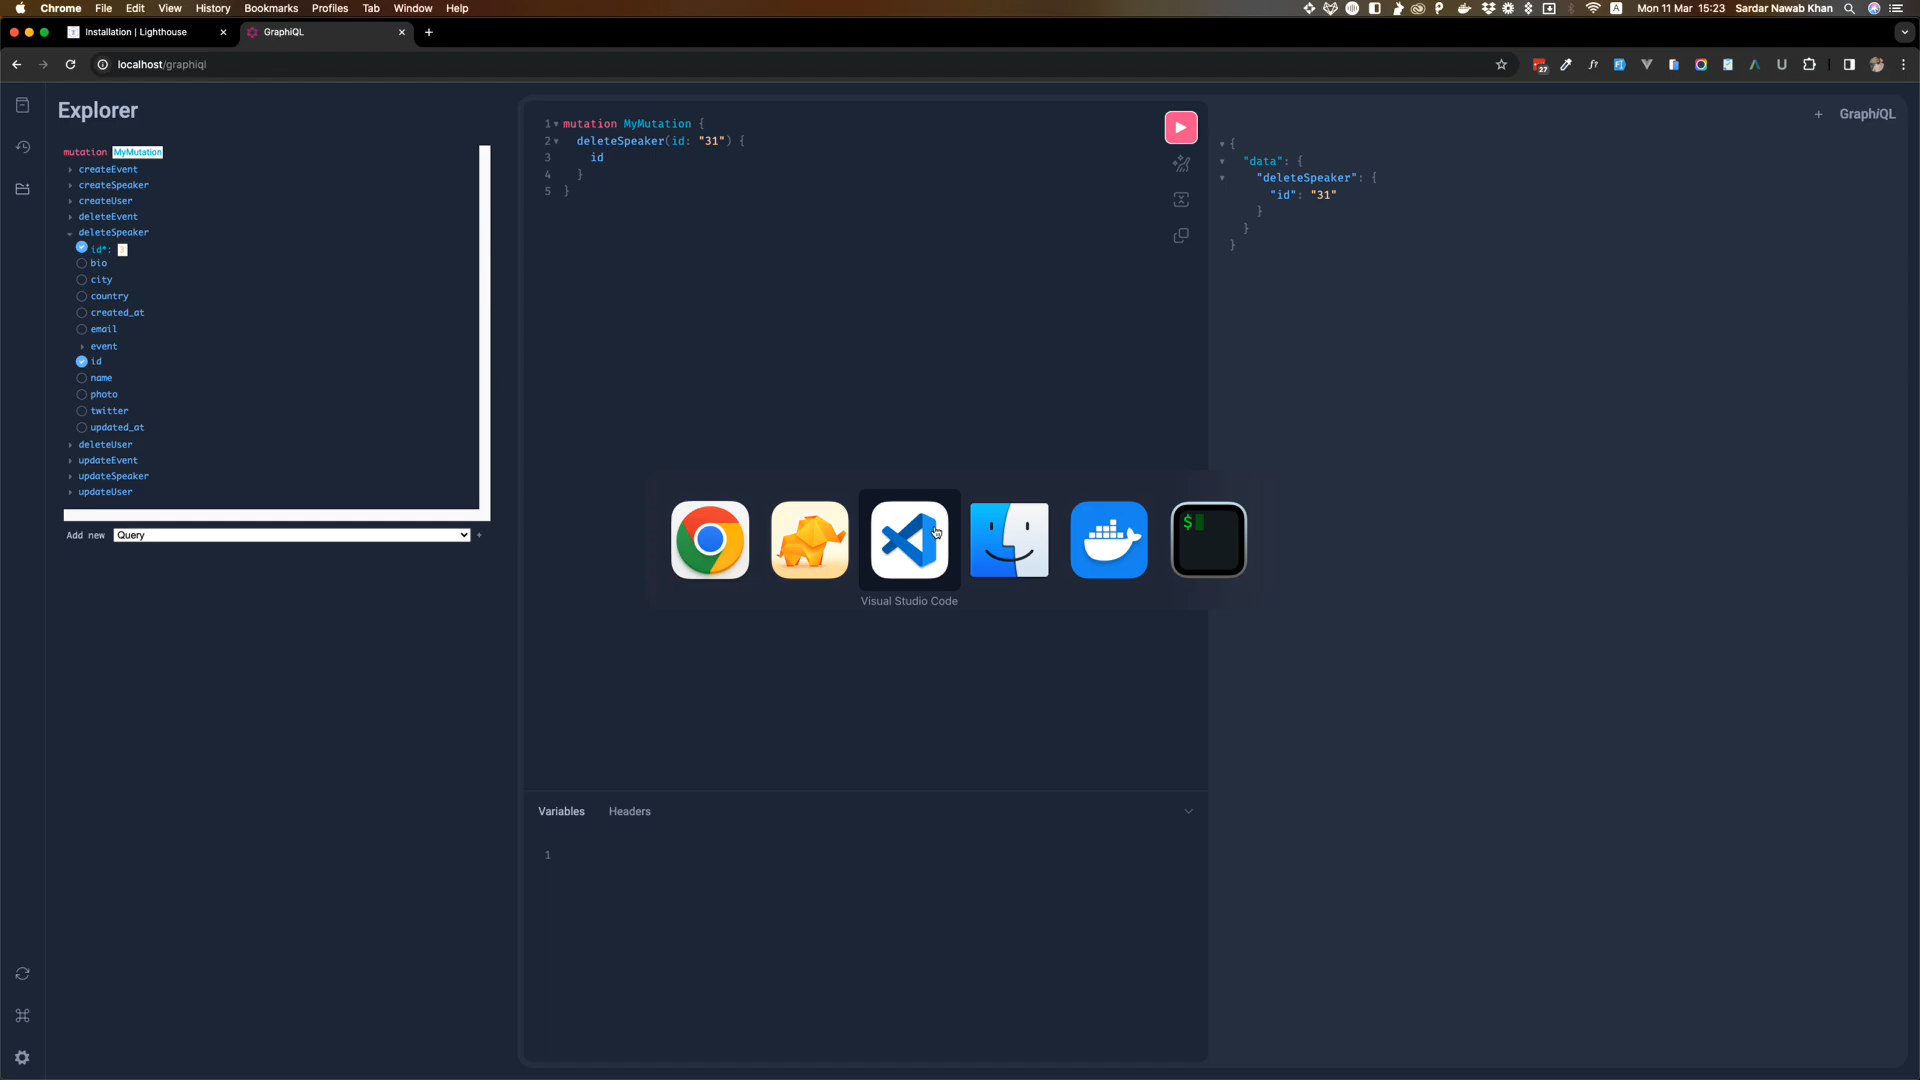 Chrome File Edit View History Bookmarks Profiles Tab Window Help
A Mon 11 Mar 15:23 Sardar Nawab Khan
Installation | Lighthouse
GraphiQL
localhost/graphiql
27
Explorer
mutation MyMutation
createEvent
createSpeaker
createUser
deleteEvent
deleteSpeaker
id*:
bio
city
country
created_at
email
event
id
name
photo
twitter
updated_at
deleteUser
updateEvent
updateSpeaker
updateUser
Add new Query +
1 mutation MyMutation {
2 deleteSpeaker(id: "31") {
3 id
4 }
5 }
+ GraphiQL
{
"data": {
"deleteSpeaker": {
"id": "31"
}
}
}
$
Visual Studio Code
Variables Headers
1